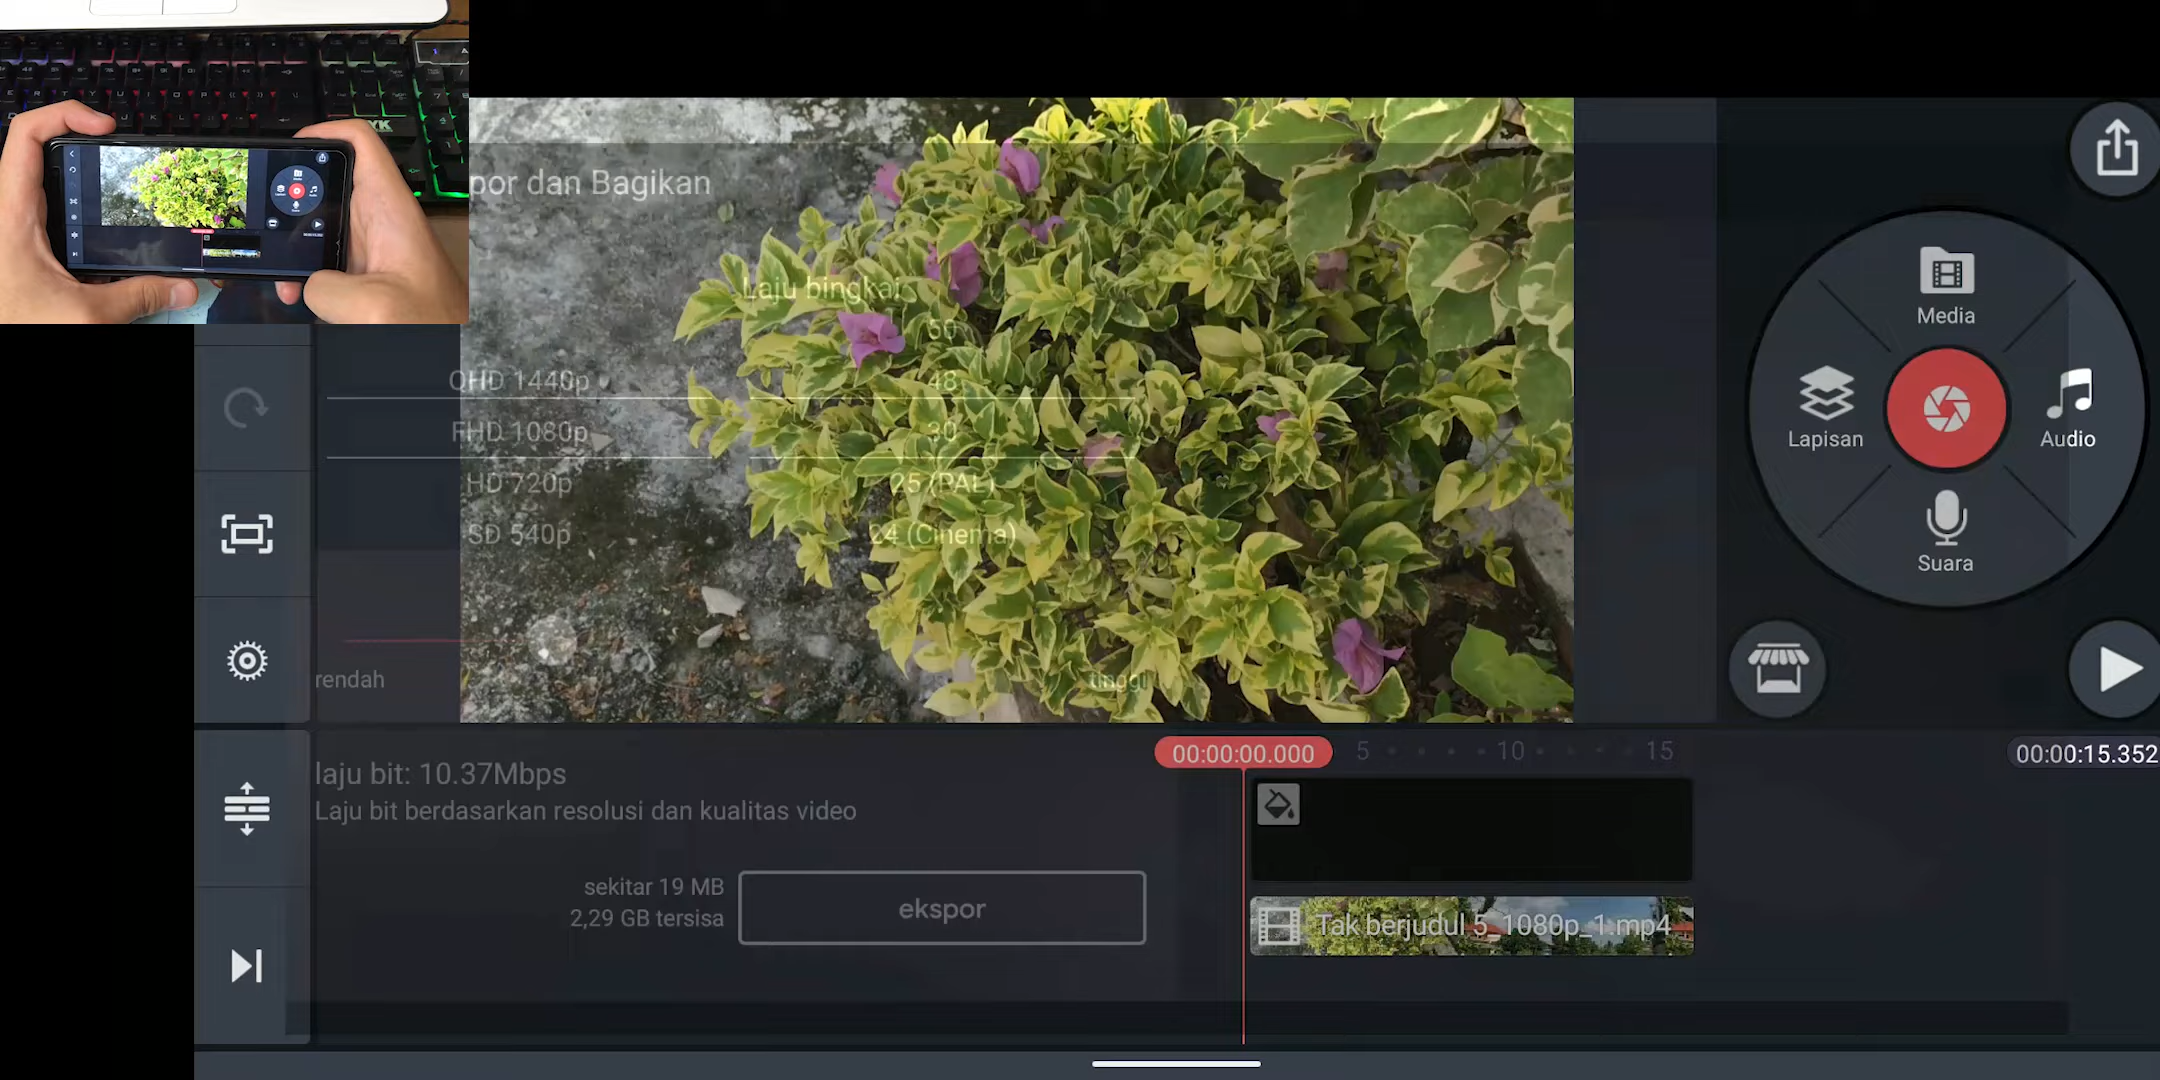 por dan Bagikan
Laju bingkai
50
QHD 1440p
48
FHD 1080p
30
HD 720p
25 (PAL)
SD 540p
24 (Cinema)
rendah
tinggi
laju bit: 10.37Mbps
Laju bit berdasarkan resolusi dan kualitas video
sekitar 19 MB
2,29 GB tersisa
ekspor
Media
Lapisan
Audio
Suara
00:00:00.000
5
10
15
00:00:15.352
Tak berjudul 5_1080p_1.mp4